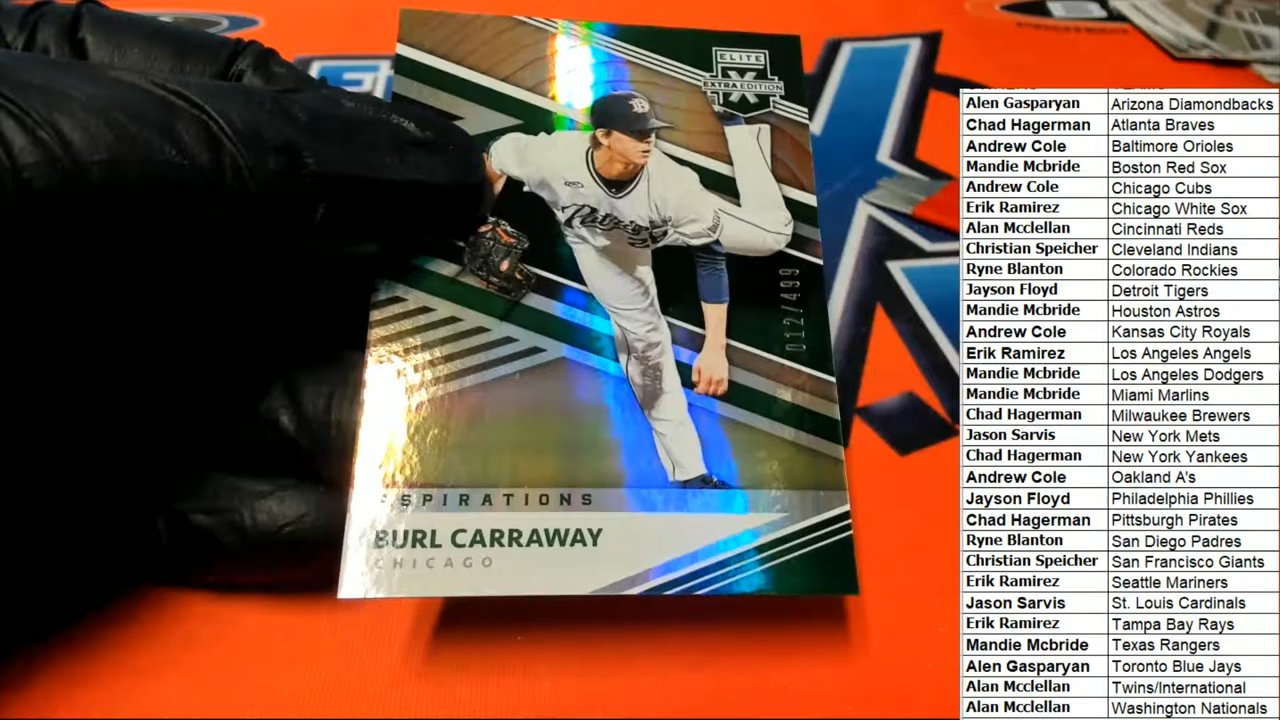 ELITE
EXTRA EDITION
X
B
Patr
012/499
ASPIRATIONS
BURL CARRAWAY
CHICAGO
Alen Gasparyan Arizona Diamondbacks
Chad Hagerman Atlanta Braves
Andrew Cole Baltimore Orioles
Mandie Mcbride Boston Red Sox
Andrew Cole Chicago Cubs
Erik Ramirez Chicago White Sox
Alan Mcclellan Cincinnati Reds
Christian Speicher Cleveland Indians
Ryne Blanton Colorado Rockies
Jayson Floyd Detroit Tigers
Mandie Mcbride Houston Astros
Andrew Cole Kansas City Royals
Erik Ramirez Los Angeles Angels
Mandie Mcbride Los Angeles Dodgers
Mandie Mcbride Miami Marlins
Chad Hagerman Milwaukee Brewers
Jason Sarvis New York Mets
Chad Hagerman New York Yankees
Andrew Cole Oakland A's
Jayson Floyd Philadelphia Phillies
Chad Hagerman Pittsburgh Pirates
Ryne Blanton San Diego Padres
Christian Speicher San Francisco Giants
Erik Ramirez Seattle Mariners
Jason Sarvis St. Louis Cardinals
Erik Ramirez Tampa Bay Rays
Mandie Mcbride Texas Rangers
Alen Gasparyan Toronto Blue Jays
Alan Mcclellan Twins/International
Alan Mcclellan Washington Nationals